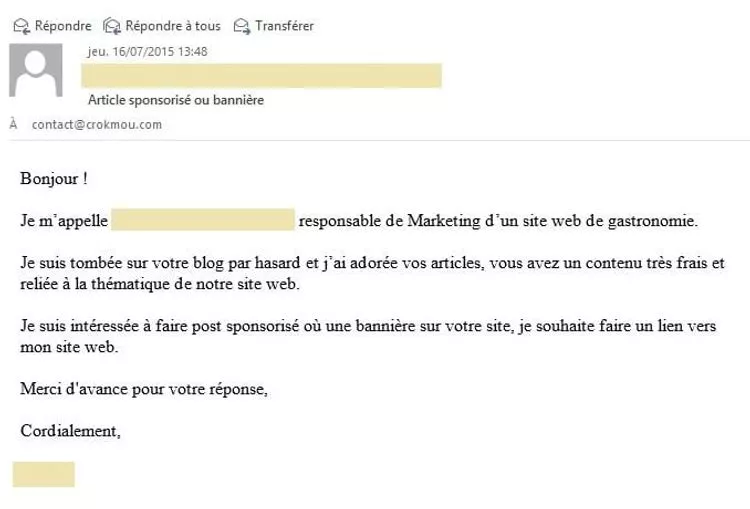 Répondre Répondre à tous Transférer
jeu. 16/07/2015 13:48
Article sponsorisé ou bannière
À contact@crokmou.com
Bonjour !
Je m’appelle responsable de Marketing d’un site web de gastronomie.
Je suis tombée sur votre blog par hasard et j’ai adorée vos articles, vous avez un contenu très frais et
reliée à la thématique de notre site web.
Je suis intéressée à faire post sponsorisé où une bannière sur votre site, je souhaite faire un lien vers
mon site web.
Merci d'avance pour votre réponse,
Cordialement,